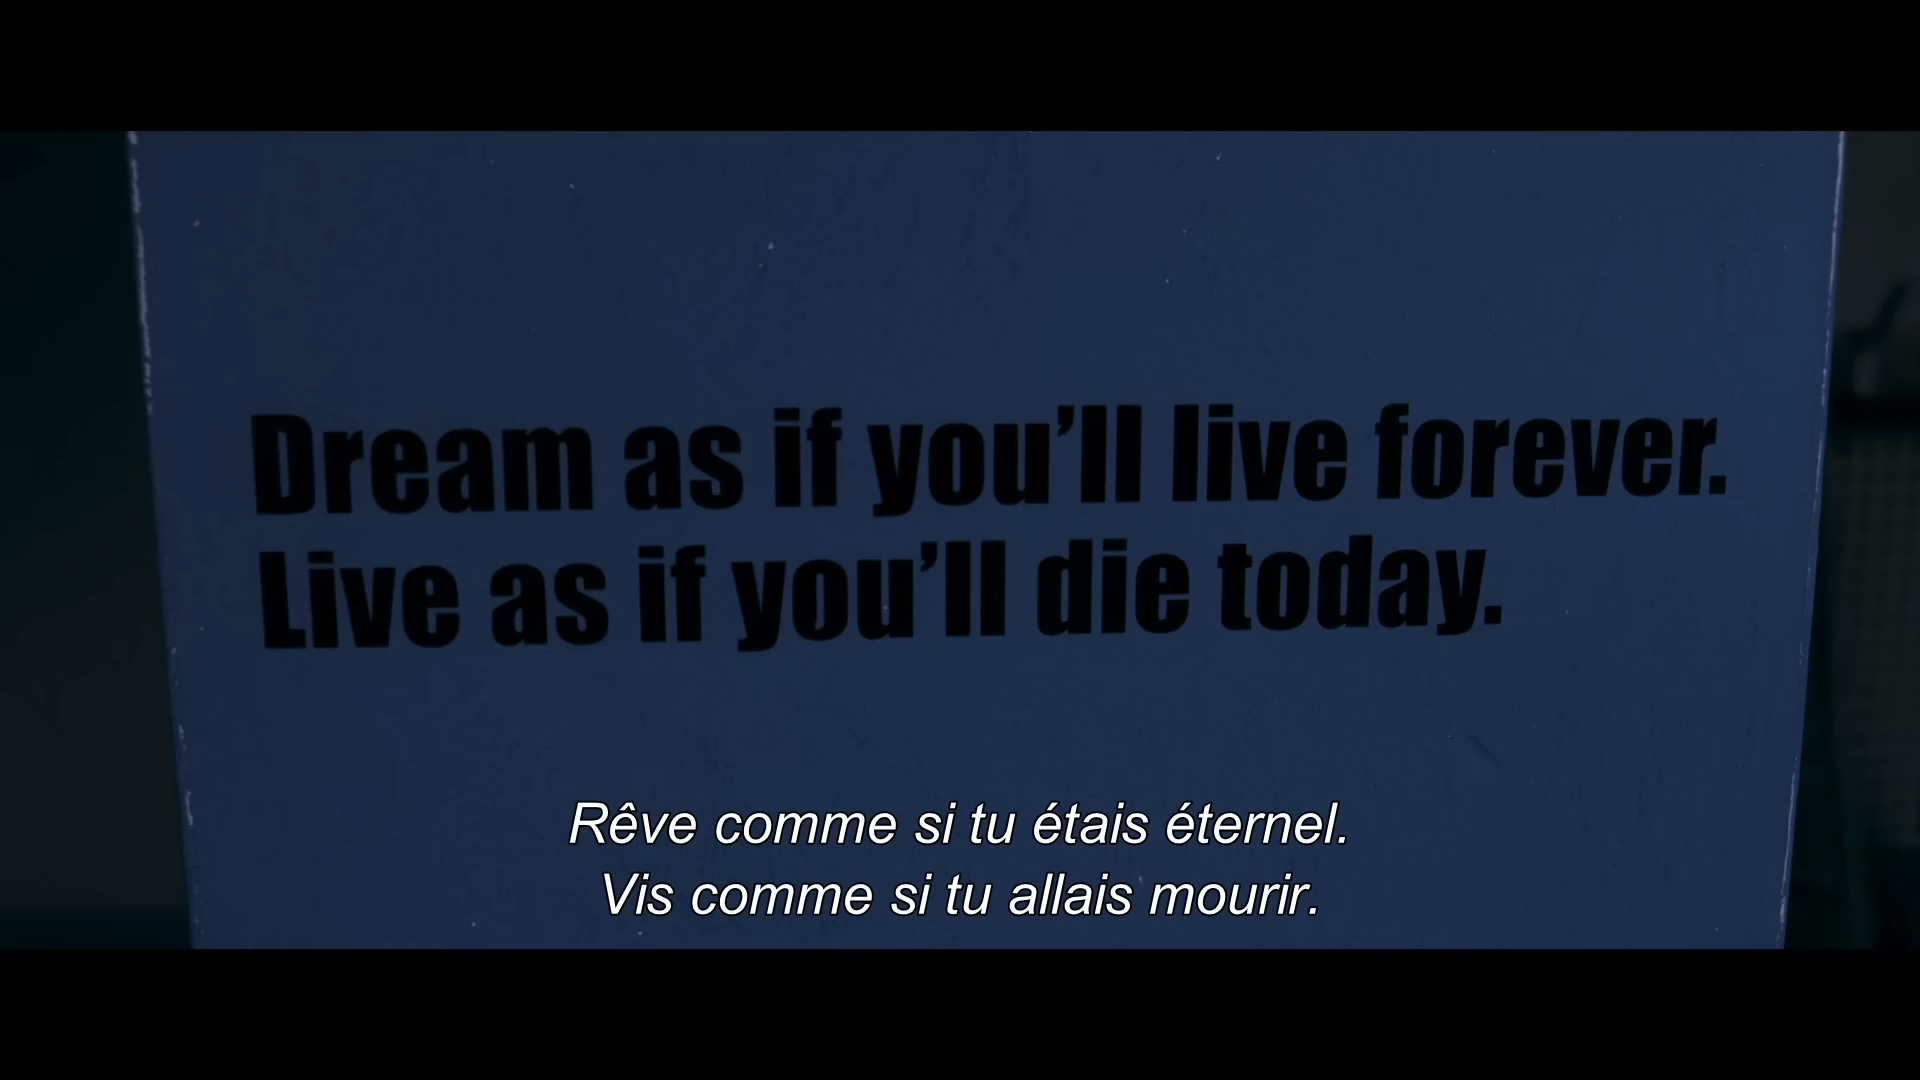 Dream as if you’ll live forever.
Live as if you’ll die today.
Rêve comme si tu étais éternel.
Vis comme si tu allais mourir.